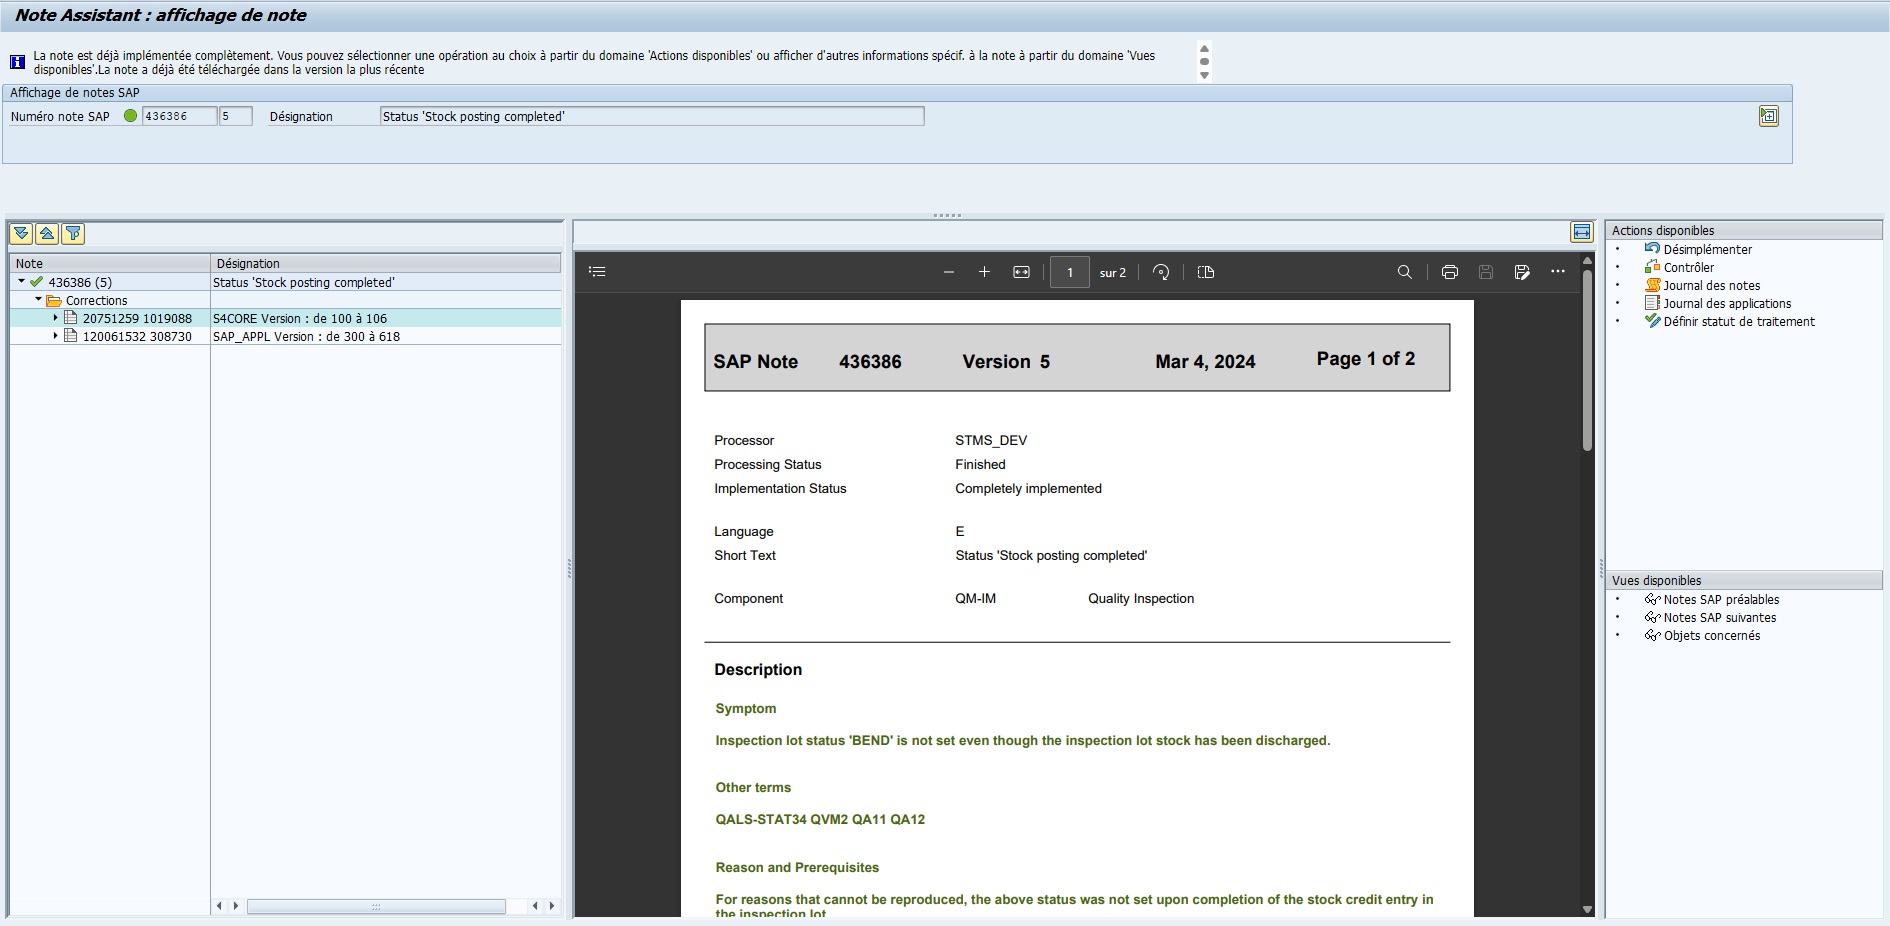 Note Assistant : affichage de note
La note est déjà implémentée complètement. Vous pouvez sélectionner une opération au choix à partir du domaine 'Actions disponibles' ou afficher d'autres informations spécif. à la note à partir du domaine 'Vues
disponibles'.La note a déjà été téléchargée dans la version la plus récente
Affichage de notes SAP
Numéro note SAP 436386 5 Désignation Status 'Stock posting completed'
Note Désignation
436386 (5) Status 'Stock posting completed'
Corrections
20751259 1019088 S4CORE Version : de 100 à 106
120061532 308730 SAP_APPL Version : de 300 à 618
1 sur 2
SAP Note 436386 Version 5 Mar 4, 2024 Page 1 of 2
Processor STMS_DEV
Processing Status Finished
Implementation Status Completely implemented
Language E
Short Text Status 'Stock posting completed'
Component QM-IM Quality Inspection
Description
Symptom
Inspection lot status 'BEND' is not set even though the inspection lot stock has been discharged.
Other terms
QALS-STAT34 QVM2 QA11 QA12
Reason and Prerequisites
For reasons that cannot be reproduced, the above status was not set upon completion of the stock credit entry in
the inspection lot
Actions disponibles
Désimplémenter
Contrôler
Journal des notes
Journal des applications
Définir statut de traitement
Vues disponibles
Notes SAP préalables
Notes SAP suivantes
Objets concernés